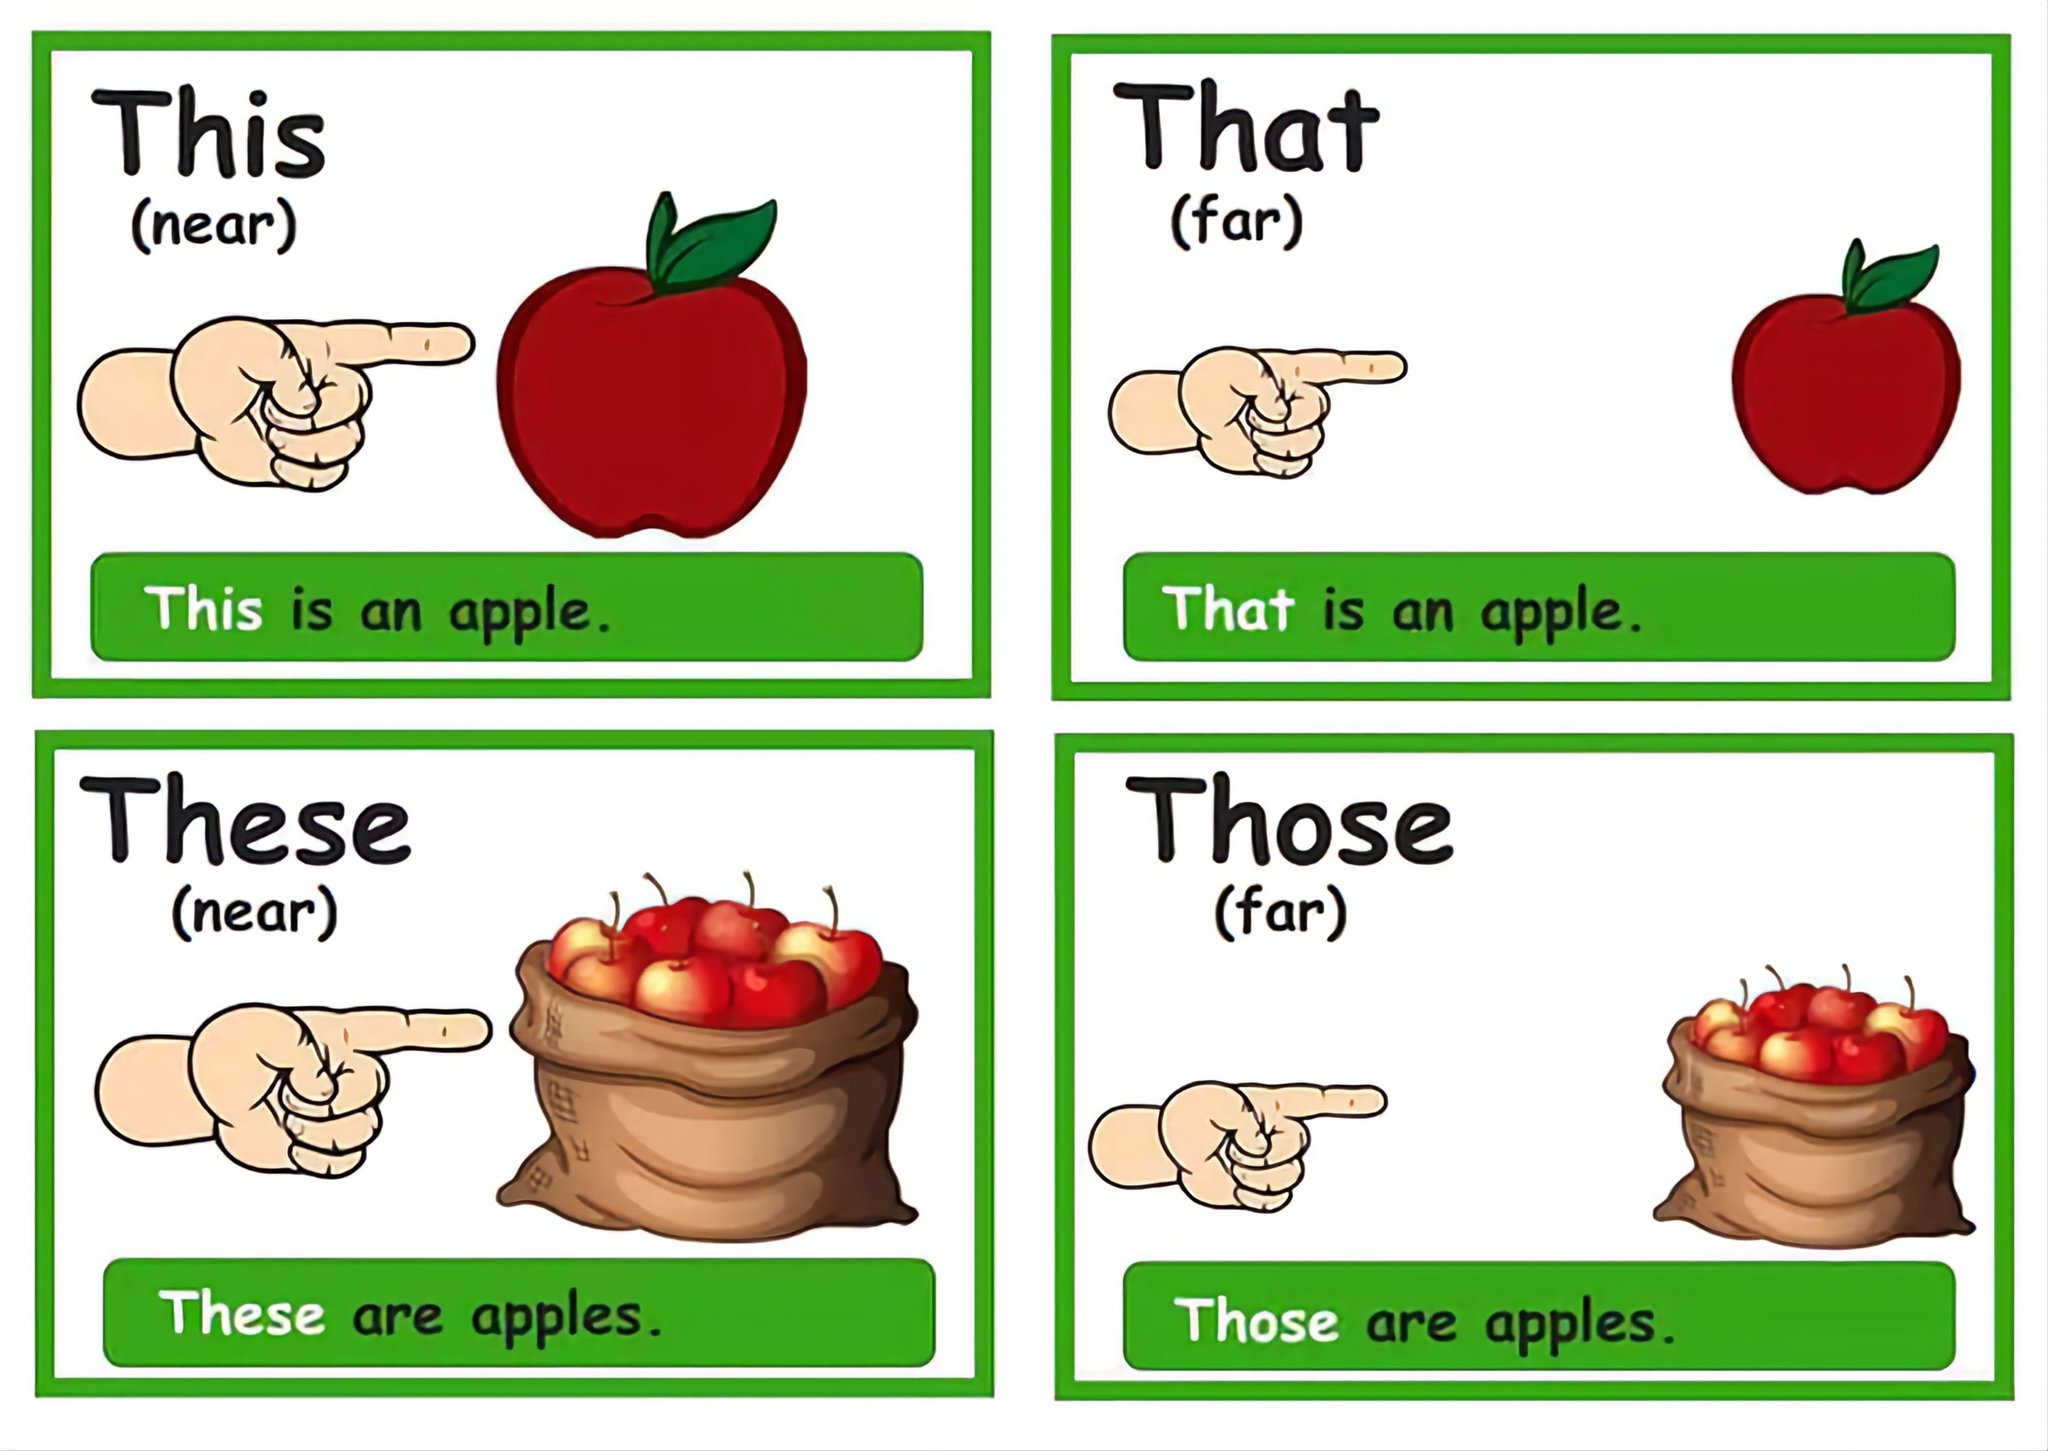 This
(near)
This is an apple.
That
(far)
That is an apple.
These
(near)
These are apples.
Those
(far)
Those are apples.